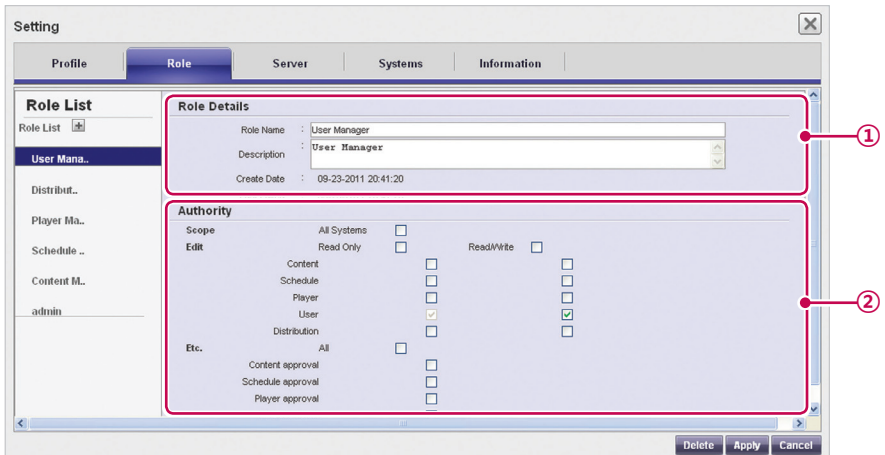 Setting
Profile Role Server Systems Information
Role List
Role List
User Mana..
Distribut..
Player Ma..
Schedule ..
Content M..
admin
Role Details
Role Name : User Manager
Description : User Manager
Create Date : 09-23-2011 20:41:20
①
Authority
Scope All Systems
Edit Read Only Read/Write
Content
Schedule
Player
User
Distribution
Etc. All
Content approval
Schedule approval
Player approval
②
Delete Apply Cancel